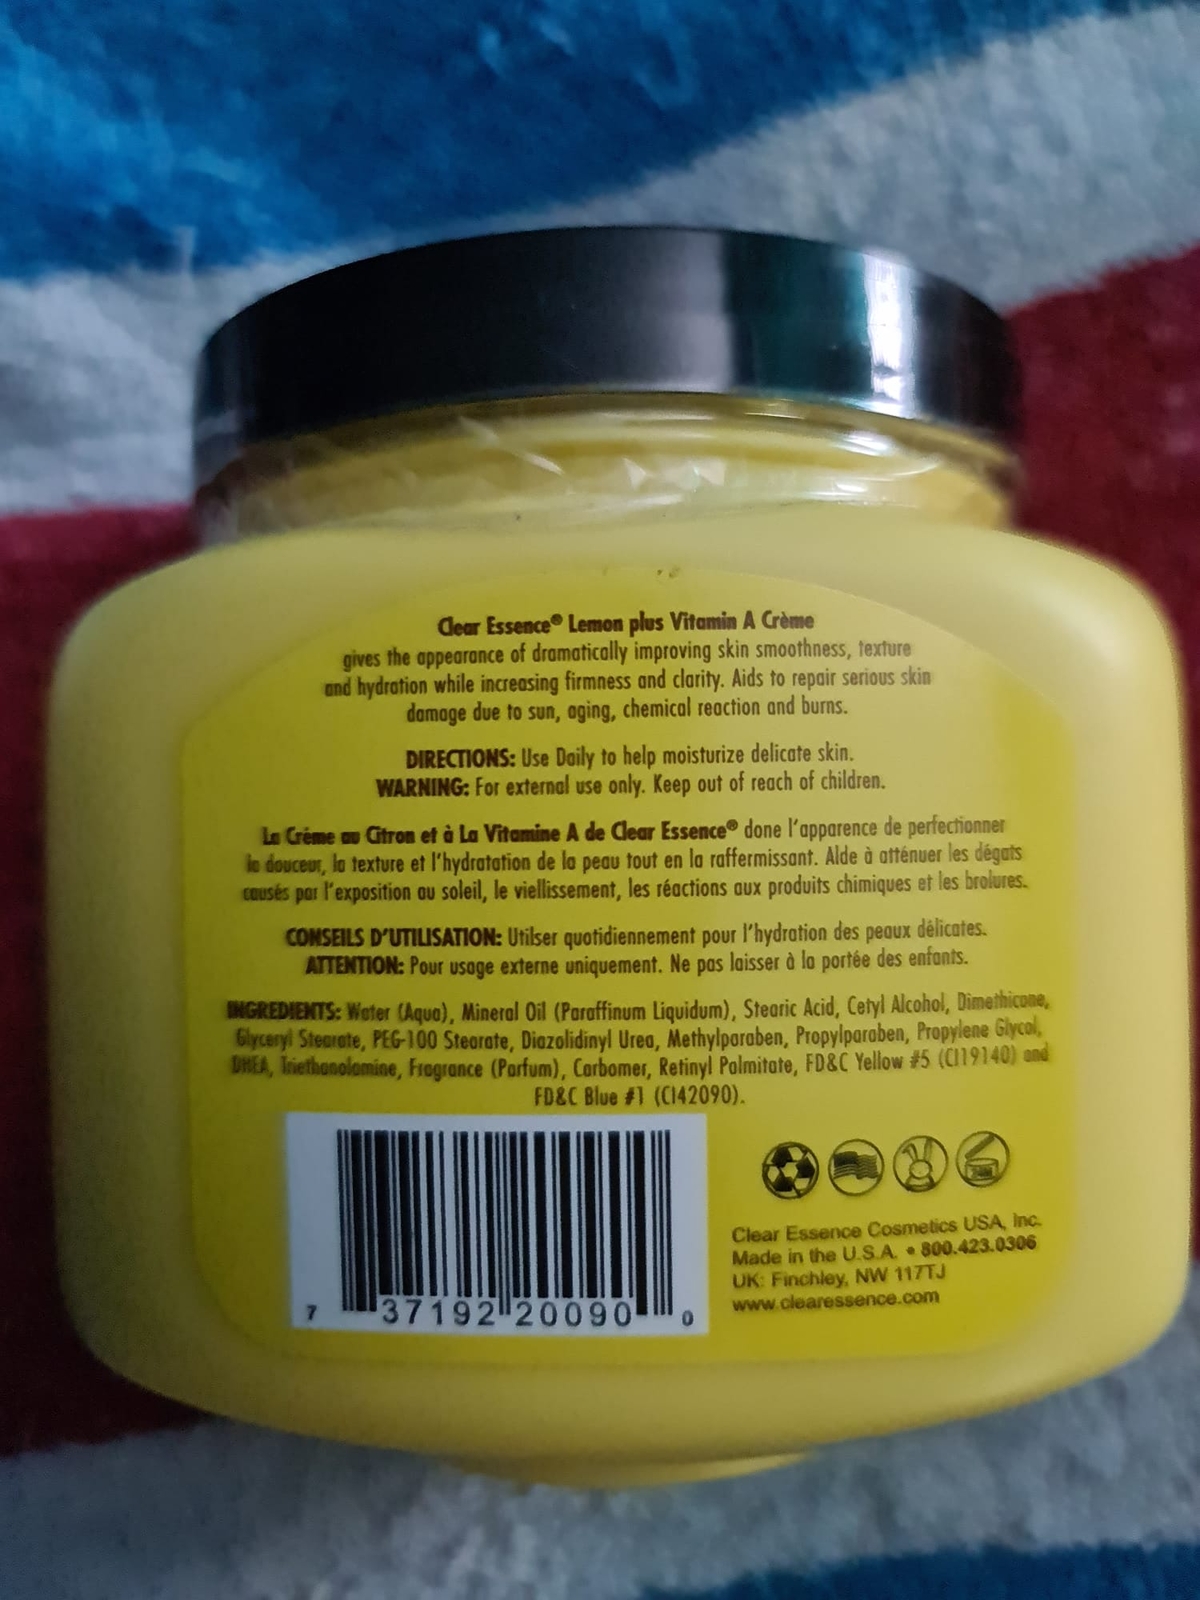 Clear Essence® Lemon plus Vitamin A Crème
gives the appearance of dramatically improving skin smoothness, texture
and hydration while increasing firmness and clarity. Aids to repair serious skin
damage due to sun, aging, chemical reaction and burns.
DIRECTIONS: Use Daily to help moisturize delicate skin.
WARNING: For external use only. Keep out of reach of children.
La Crème au Citron et à La Vitamine A de Clear Essence® done l'apparence de perfectionner
la douceur, la texture et l'hydratation de la peau tout en la raffermissant. Alde à atténuer les dégats
causés par l'exposition au soleil, le viellissement, les réactions aux produits chimiques et les brolures.
CONSEILS D'UTILISATION: Utilser quotidiennement pour l'hydration des peaux délicates.
ATTENTION: Pour usage externe uniquement. Ne pas laisser à la portée des enfants.
INGREDIENTS: Water (Aqua), Mineral Oil (Paraffinum Liquidum), Stearic Acid, Cetyl Alcohol, Dimethicone,
Glyceryl Stearate, PEG-100 Stearate, Diazolidinyl Urea, Methylparaben, Propylparaben, Propylene Glycol,
DHEA, Triethanolamine, Fragrance (Parfum), Carbomer, Retinyl Palmitate, FD&C Yellow #5 (CI19140) and
FD&C Blue #1 (CI42090).
7 37192 20090 0
Clear Essence Cosmetics USA, Inc.
Made in the U.S.A. • 800.423.0306
UK: Finchley, NW 117TJ
www.clearessence.com